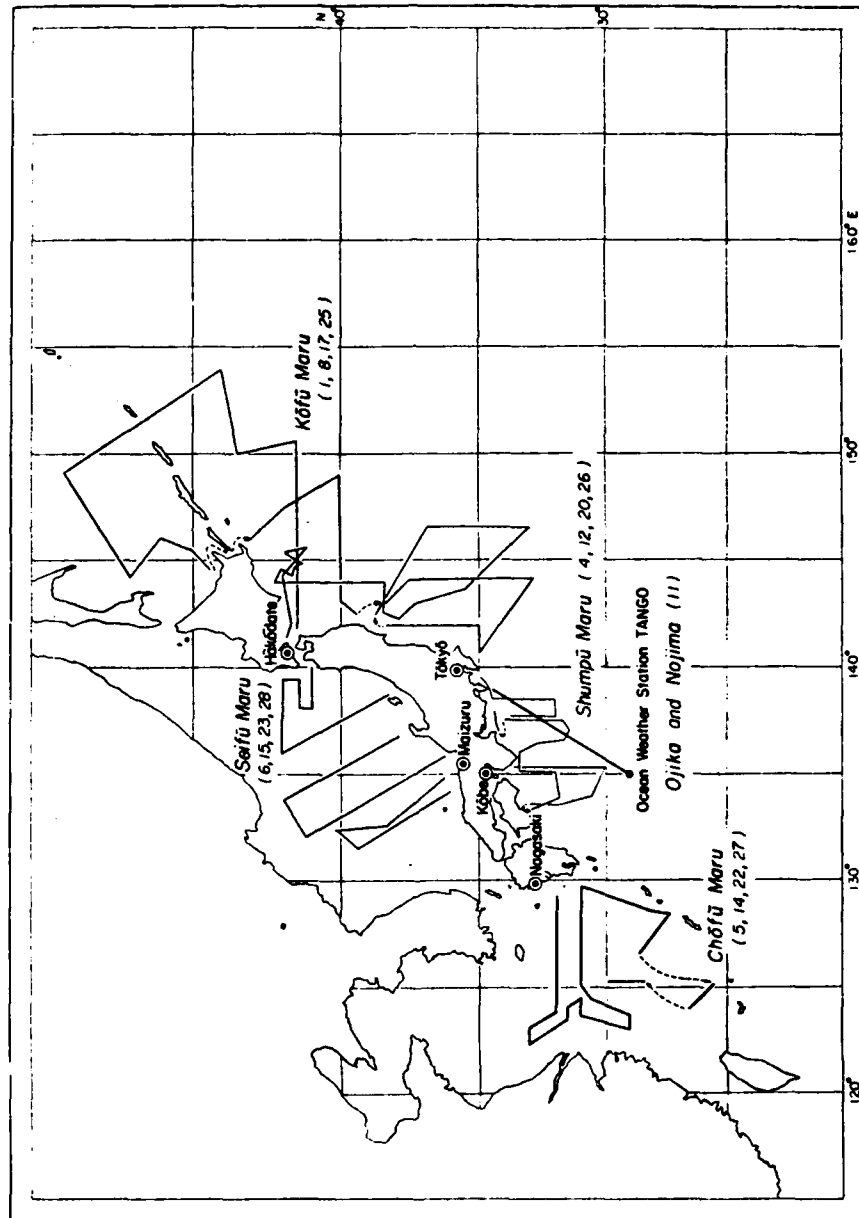 N
40°
30°
160° E
150°
140°
130°
120°
Kōfū Maru
(1, 8, 17, 25)
Hakodate
Seifū Maru
(6, 15, 23, 28)
Tōkyō
Maizuru
Kōbe
Nagasaki
Shumpū Maru (4, 12, 20, 26)
Ocean Weather Station TANGO
Ojika and Nojima (11)
Chōfū Maru
(5, 14, 22, 27)